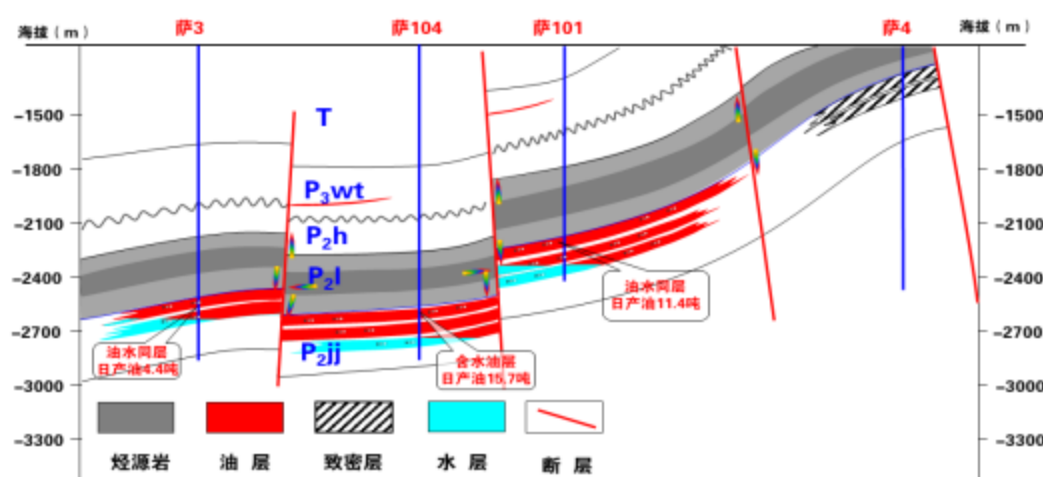 海拔（m）
萨3
萨104
萨101
萨4
海拔（m）
-1500
-1800
-2100
-2400
-2700
-3000
-3300
T
P₃wt
P₂h
P₂l
P₂jj
油水同层
日产油4.4吨
含水油层
日产油15.7吨
油水同层
日产油11.4吨
-1500
-1800
-2100
-2400
-2700
-3000
-3300
烃源岩
油 层
致密层
水 层
断 层